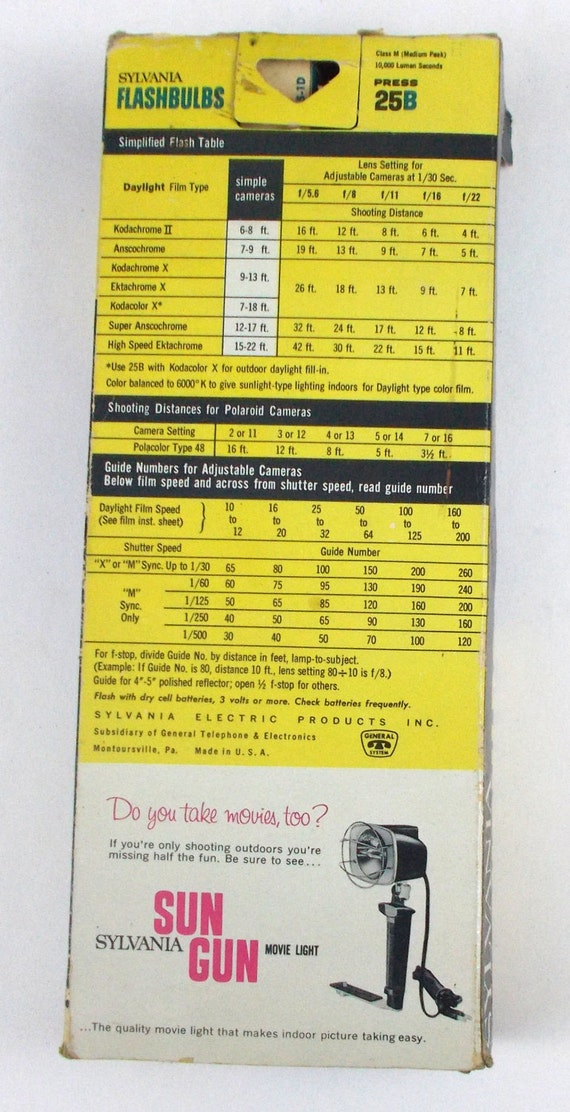 SYLVANIA
FLASHBULBS
-1D
Class M (Medium Peak)
10,000 Lumen Seconds
PRESS
25B
Simplified Flash Table
Daylight Film Type
simple
cameras
Lens Setting for
Adjustable Cameras at 1/30 Sec.
f/5.6 f/8 f/11 f/16 f/22
Shooting Distance
Kodachrome II 6-8 ft. 16 ft. 12 ft. 8 ft. 6 ft. 4 ft.
Anscochrome 7-9 ft. 19 ft. 13 ft. 9 ft. 7 ft. 5 ft.
Kodachrome X
Ektachrome X 9-13 ft. 26 ft. 18 ft. 13 ft. 9 ft. 7 ft.
Kodacolor X* 7-18 ft.
Super Anscochrome 12-17 ft. 32 ft. 24 ft. 17 ft. 12 ft. 8 ft.
High Speed Ektachrome 15-22 ft. 42 ft. 30 ft. 22 ft. 15 ft. 11 ft.
*Use 25B with Kodacolor X for outdoor daylight fill-in.
Color balanced to 6000°K to give sunlight-type lighting indoors for Daylight type color film.
Shooting Distances for Polaroid Cameras
Camera Setting 2 or 11 3 or 12 4 or 13 5 or 14 7 or 16
Polacolor Type 48 16 ft. 12 ft. 8 ft. 5 ft. 3½ ft.
Guide Numbers for Adjustable Cameras
Below film speed and across from shutter speed, read guide number
Daylight Film Speed
(See film inst. sheet)
10 16 25 50 100 160
to to to to to to
12 20 32 64 125 200
Shutter Speed Guide Number
"X" or "M" Sync. Up to 1/30 65 80 100 150 200 260
"M"
Sync.
Only
1/60 60 75 95 130 190 240
1/125 50 65 85 120 160 200
1/250 40 50 65 90 130 160
1/500 30 40 50 70 100 120
For f-stop, divide Guide No. by distance in feet, lamp-to-subject.
(Example: If Guide No. is 80, distance 10 ft., lens setting 80÷10 is f/8.)
Guide for 4"-5" polished reflector; open ½ f-stop for others.
Flash with dry cell batteries, 3 volts or more. Check batteries frequently.
SYLVANIA ELECTRIC PRODUCTS INC.
Subsidiary of General Telephone & Electronics
Montoursville, Pa. Made in U.S.A.
GENERAL
SYSTEM
Do you take movies, too?
If you're only shooting outdoors you're
missing half the fun. Be sure to see...
SYLVANIA SUN GUN MOVIE LIGHT
...The quality movie light that makes indoor picture taking easy.